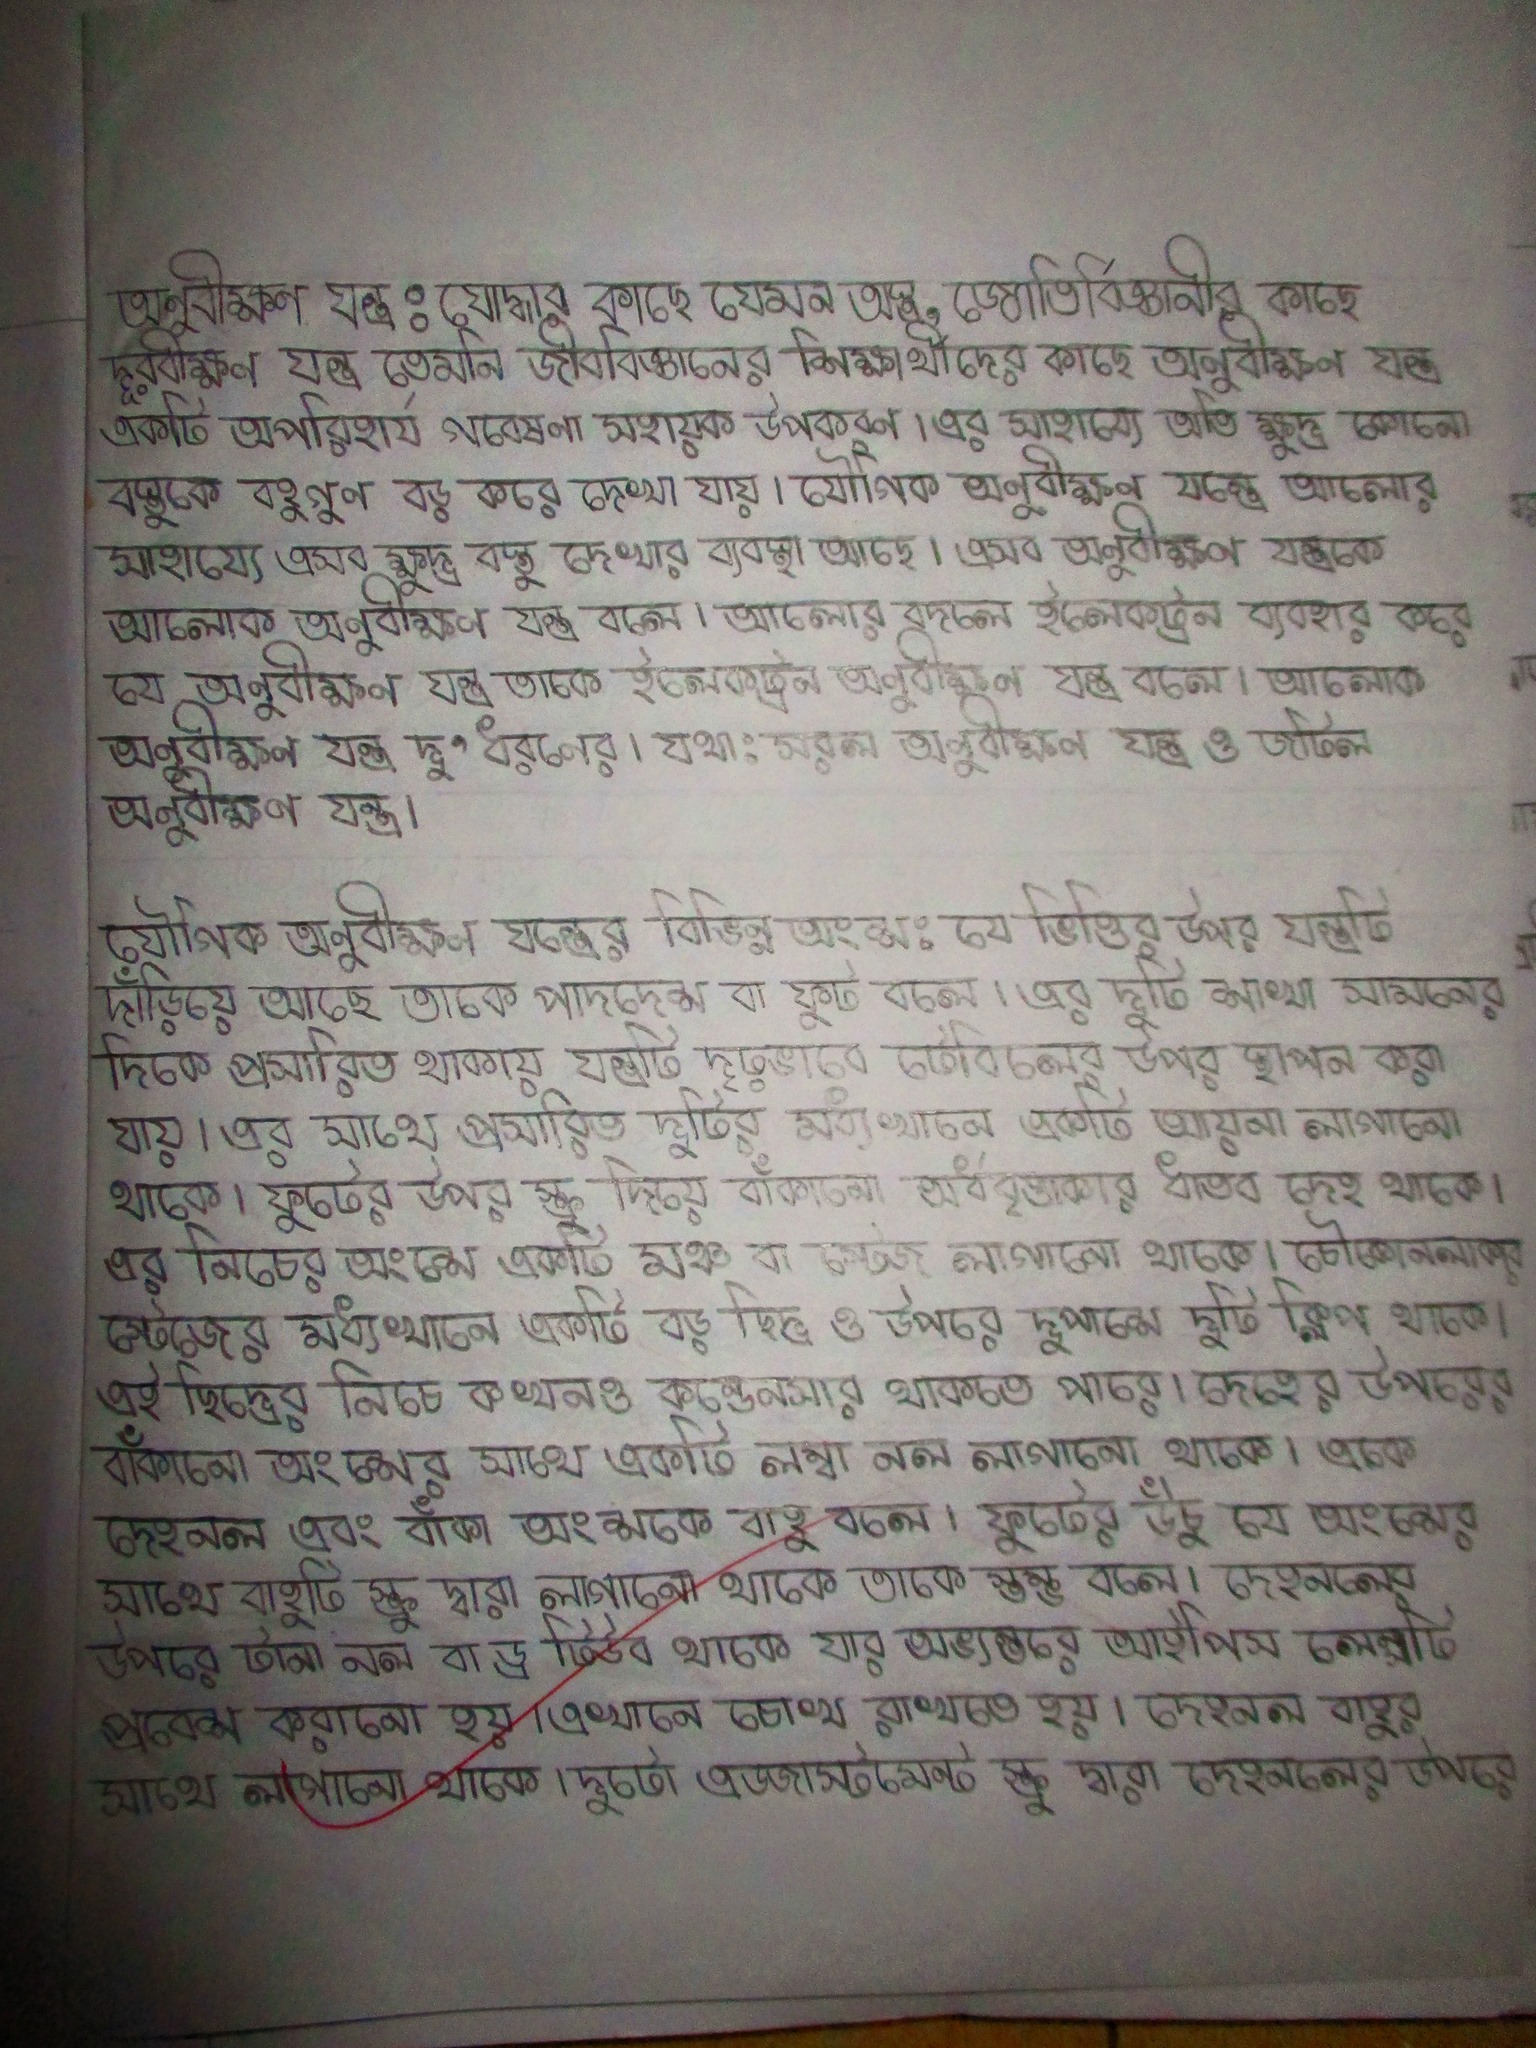 অনুবীক্ষণ যন্ত্র ঃ যোদ্ধার কাছে যেমন অস্ত্র, জ্যোতির্বিজ্ঞানীর কাছে
দূরবীক্ষণ যন্ত্র তেমনি জীববিজ্ঞানের শিক্ষার্থীদের কাছে অনুবীক্ষণ যন্ত্র
একটি অপরিহার্য গবেষণা সহায়ক উপকরণ। এর সাহায্যে অতি ক্ষুদ্র কোনো
বস্তুকে বহুগুণ বড় করে দেখা যায়। যৌগিক অনুবীক্ষণ যন্ত্রে আলোর
সাহায্যে এসব ক্ষুদ্র বস্তু দেখার ব্যবস্থা আছে। এসব অনুবীক্ষণ যন্ত্রকে
আলোক অনুবীক্ষণ যন্ত্র বলে। আলোর বদলে ইলেকট্রন ব্যবহার করে
যে অনুবীক্ষণ যন্ত্র তাকে ইলেকট্রন অনুবীক্ষণ যন্ত্র বলে। আলোক
অনুবীক্ষণ যন্ত্র দু' ধরণের। যথাঃ সরল অনুবীক্ষণ যন্ত্র ও জটিল
অনুবীক্ষণ যন্ত্র।
যৌগিক অনুবীক্ষণ যন্ত্রের বিভিন্ন অংশঃ যে ভিত্তির উপর যন্ত্রটি
দাঁড়িয়ে আছে তাকে পাদদেশ বা ফুট বলে। এর দুটি শাখা সামনের
দিকে প্রসারিত থাকায় যন্ত্রটি দৃঢ়ভাবে টেবিলের উপর স্থাপন করা
যায়। এর সাথে প্রসারিত দুটির মধ্যখানে একটি আয়না লাগানো
থাকে। ফুটের উপর স্ক্রু দিয়ে বাঁকানো অর্ধবৃত্তাকার ধাতব দেহ থাকে।
এর নিচের অংশে একটি মঞ্চ বা স্টেজ লাগানো থাকে। চৌকোনলাকার
স্টেজের মধ্যখানে একটি বড় ছিদ্র ও উপরে দুপাশে দুটি ক্লিপ থাকে।
এই ছিদ্রের নিচে কখনও কন্ডেনসার থাকতে পারে। দেহের উপরের
বাঁকানো অংশের সাথে একটি লম্বা নল লাগানো থাকে। একে
দেহনল এবং বাঁকা অংশকে বাহু বলে। ফুটের উঁচু যে অংশের
সাথে বাহুটি স্ক্রু দ্বারা লাগানো থাকে তাকে স্তম্ভ বলে। দেহনলের
উপরে টানা নল বা ড্র টিউব থাকে যার অভ্যন্তরে আইপিস লেন্সটি
প্রবেশ করানো হয়। এখানে চোখ রাখতে হয়। দেহনল বাহুর
সাথে লাগানো থাকে। দুটো এডজাস্টমেন্ট স্ক্রু দ্বারা দেহনলের উপরে